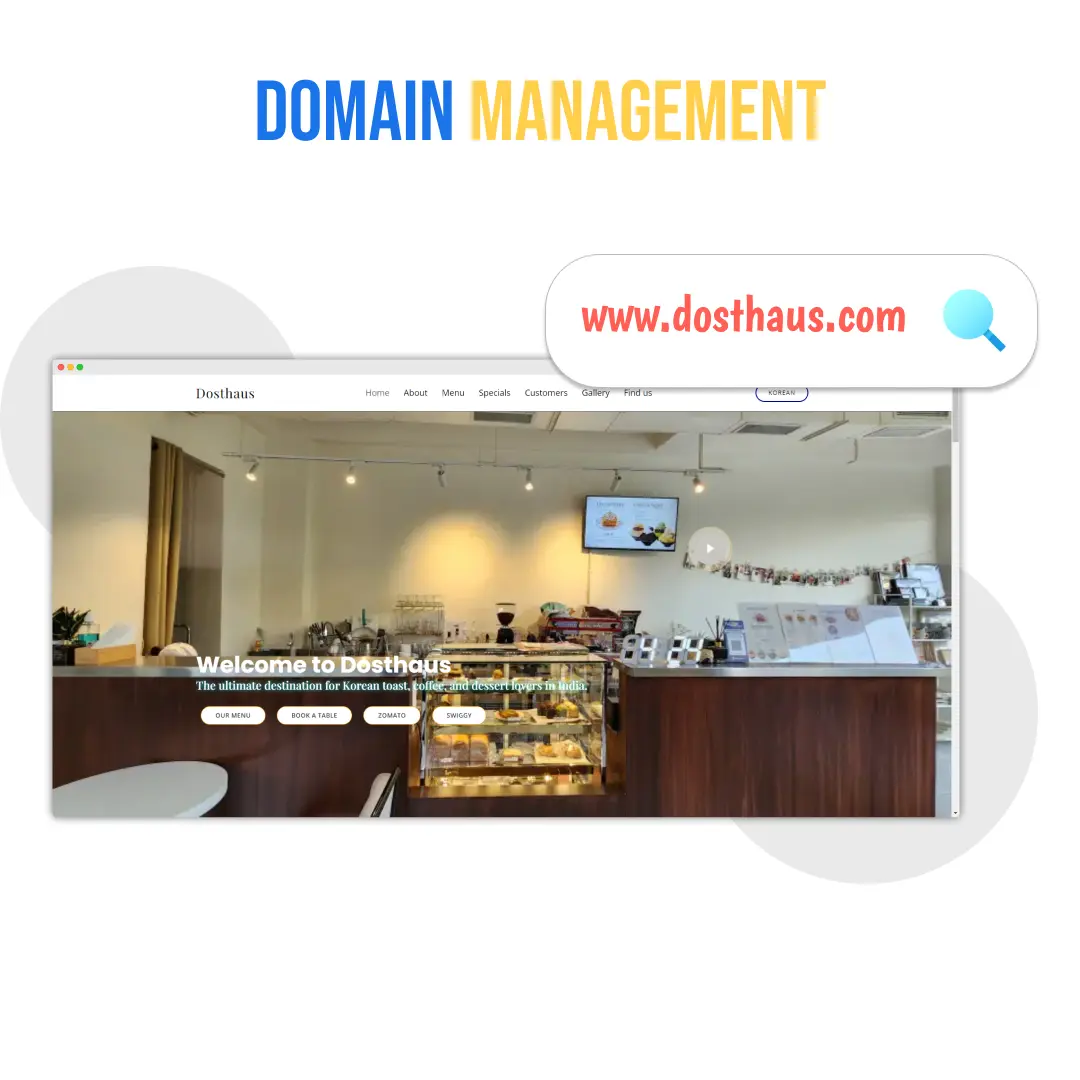 DOMAIN MANAGEMENT
www.dosthaus.com
Dosthaus
Home About Menu Specials Customers Gallery Find us
KOREAN
Welcome to Dosthaus
The ultimate destination for Korean toast, coffee, and dessert lovers in India.
OUR MENU BOOK A TABLE ZOMATO SWIGGY